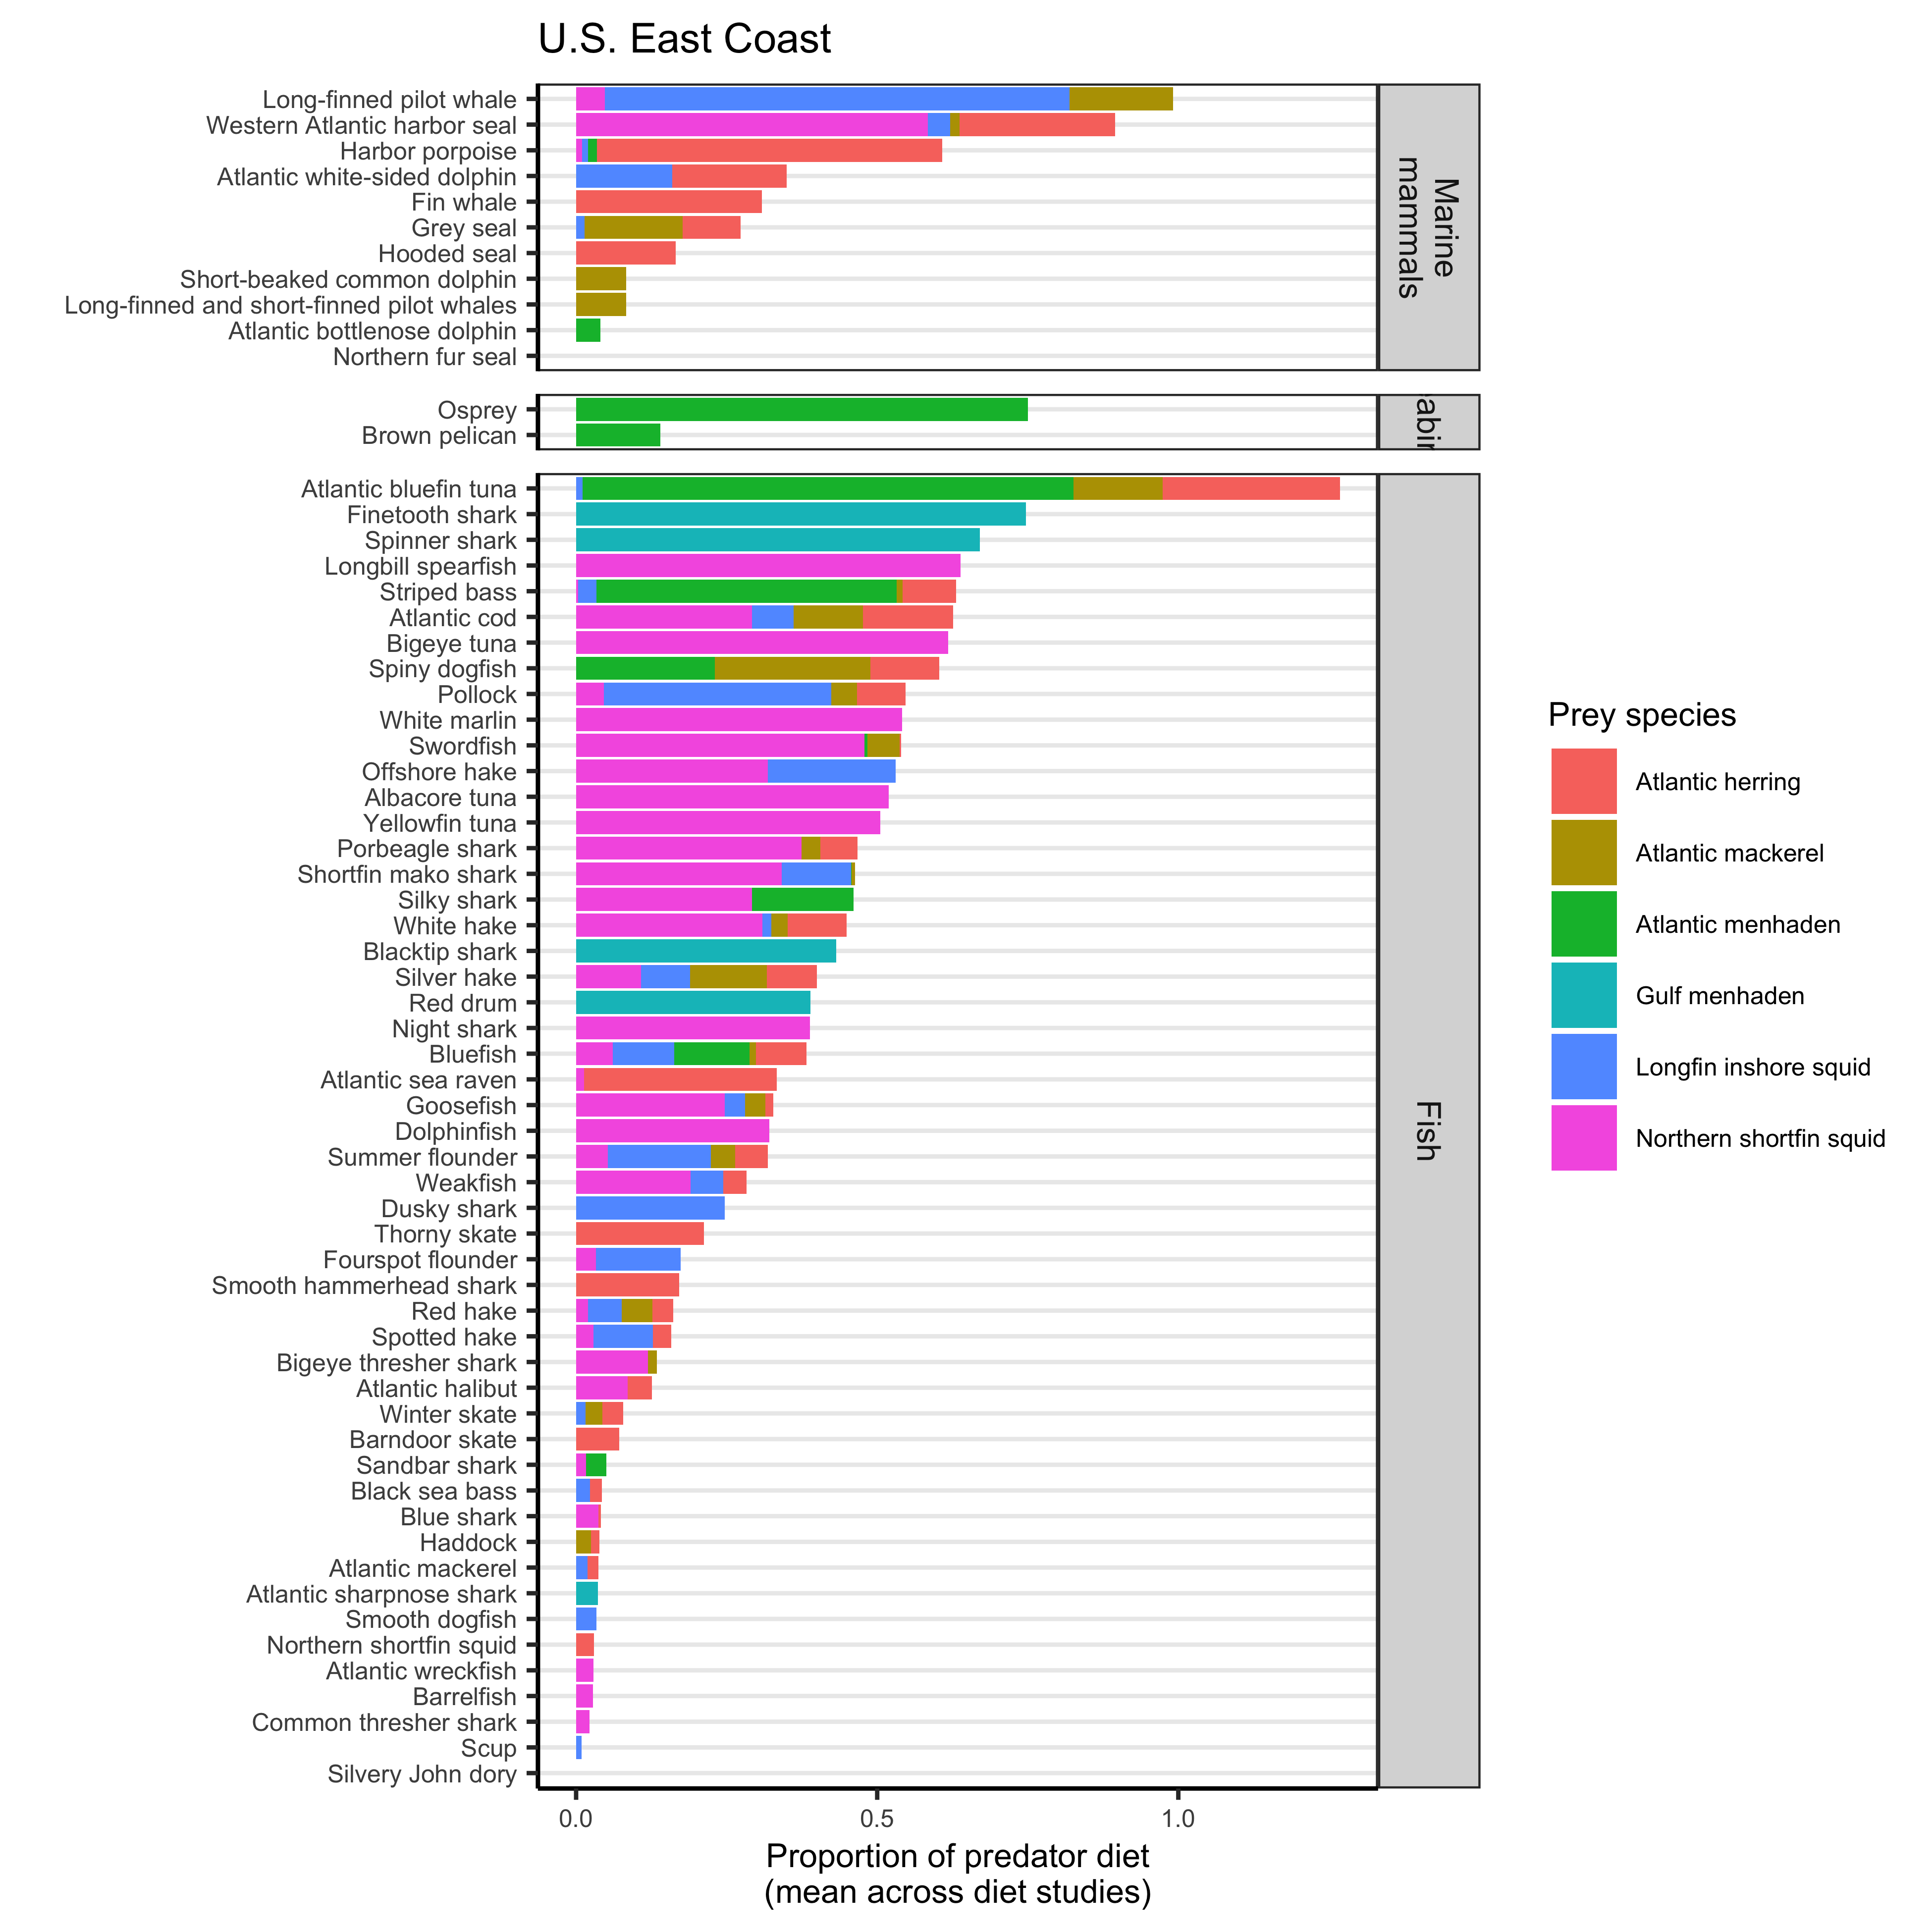 U.S. East Coast
Long-finned pilot whale
Western Atlantic harbor seal
Harbor porpoise
Atlantic white-sided dolphin
Fin whale
Grey seal
Hooded seal
Short-beaked common dolphin
Long-finned and short-finned pilot whales
Atlantic bottlenose dolphin
Northern fur seal
Marine
mammals
Osprey
Brown pelican
abir
Atlantic bluefin tuna
Finetooth shark
Spinner shark
Longbill spearfish
Striped bass
Atlantic cod
Bigeye tuna
Spiny dogfish
Pollock
White marlin
Swordfish
Offshore hake
Albacore tuna
Yellowfin tuna
Porbeagle shark
Shortfin mako shark
Silky shark
White hake
Blacktip shark
Silver hake
Red drum
Night shark
Bluefish
Atlantic sea raven
Goosefish
Dolphinfish
Summer flounder
Weakfish
Dusky shark
Thorny skate
Fourspot flounder
Smooth hammerhead shark
Red hake
Spotted hake
Bigeye thresher shark
Atlantic halibut
Winter skate
Barndoor skate
Sandbar shark
Black sea bass
Blue shark
Haddock
Atlantic mackerel
Atlantic sharpnose shark
Smooth dogfish
Northern shortfin squid
Atlantic wreckfish
Barrelfish
Common thresher shark
Scup
Silvery John dory
Fish
0.0 0.5 1.0
Proportion of predator diet
(mean across diet studies)
Prey species
Atlantic herring
Atlantic mackerel
Atlantic menhaden
Gulf menhaden
Longfin inshore squid
Northern shortfin squid